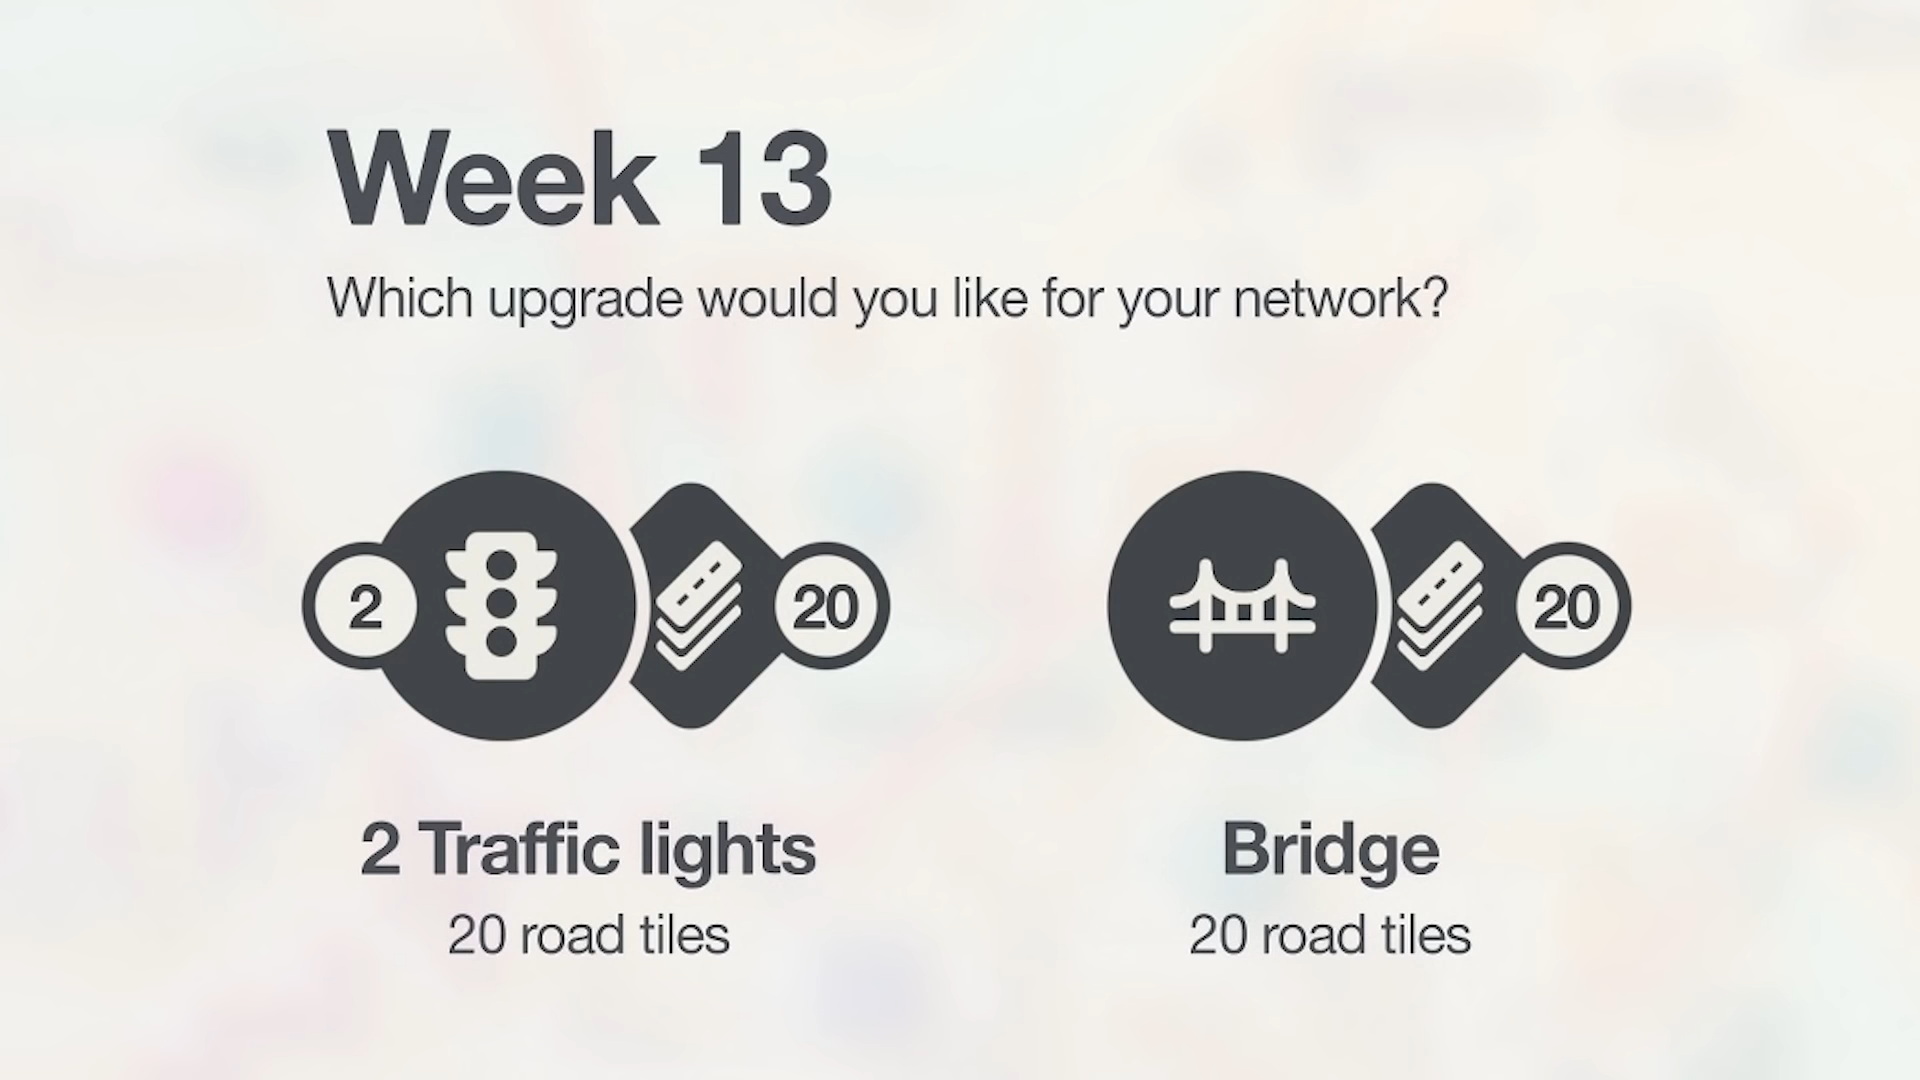 Week 13
Which upgrade would you like for your network?
2
20
20
2 Traffic lights
Bridge
20 road tiles
20 road tiles